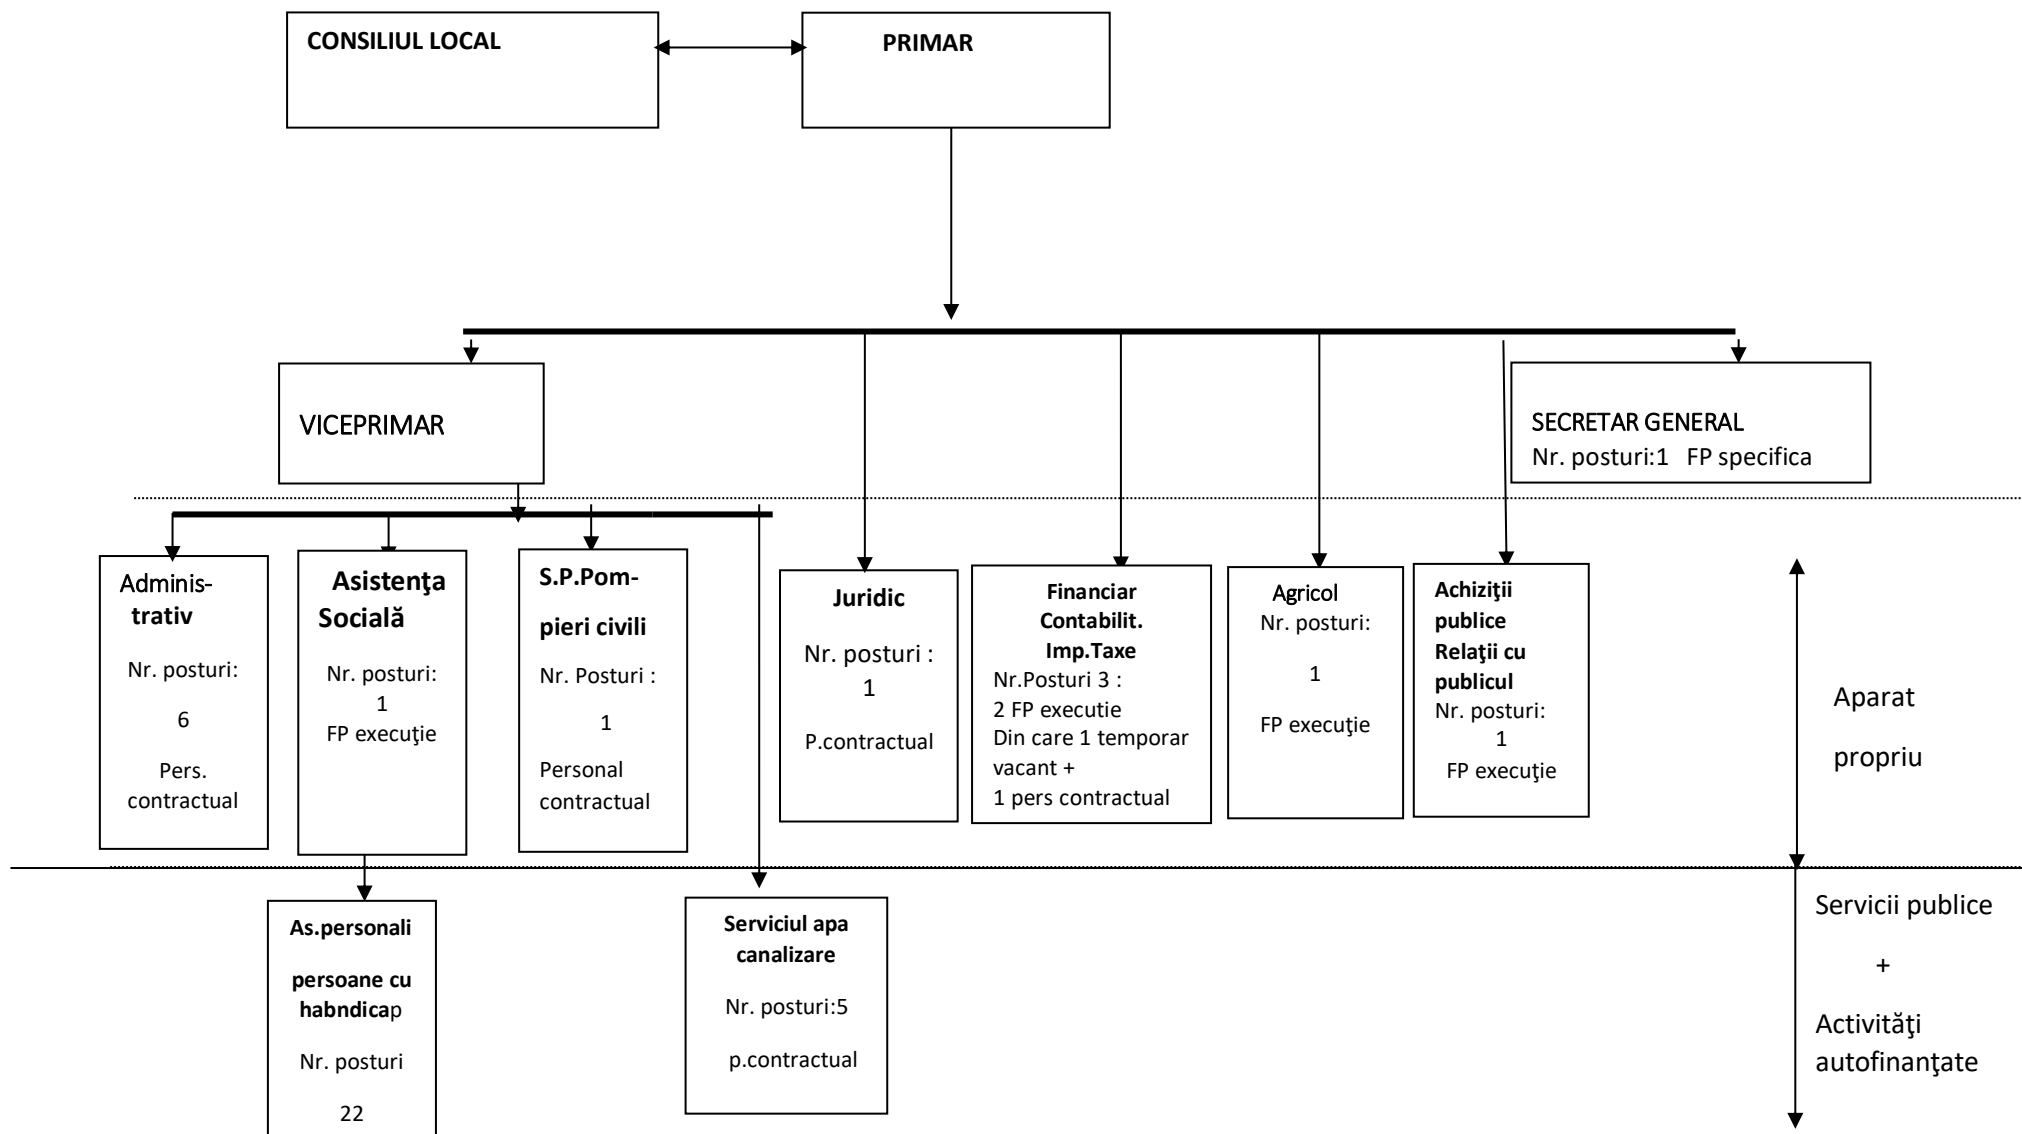 CONSILIUL LOCAL
PRIMAR
VICEPRIMAR
SECRETAR GENERAL
Nr. posturi:1 FP specifica
Adminis-
trativ
Nr. posturi:
6
Pers.
contractual
Asistenţa
Socială
Nr. posturi:
1
FP execuţie
S.P.Pom-
pieri civili
Nr. Posturi :
1
Personal
contractual
Juridic
Nr. posturi :
1
P.contractual
Financiar
Contabilit.
Imp.Taxe
Nr.Posturi 3 :
2 FP executie
Din care 1 temporar
vacant +
1 pers contractual
Agricol
Nr. posturi:
1
FP execuţie
Achiziţii
publice
Relaţii cu
publicul
Nr. posturi:
1
FP execuţie
Aparat
propriu
As.personali
persoane cu
habndicap
Nr. posturi
22
Serviciul apa
canalizare
Nr. posturi:5
p.contractual
Servicii publice
+
Activităţi
autofinanţate